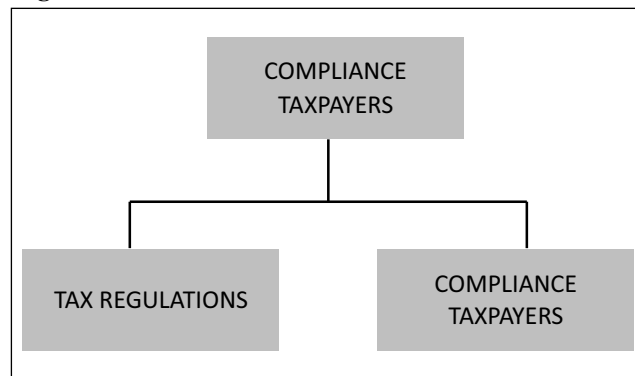 COMPLIANCE
TAXPAYERS
TAX REGULATIONS
COMPLIANCE
TAXPAYERS